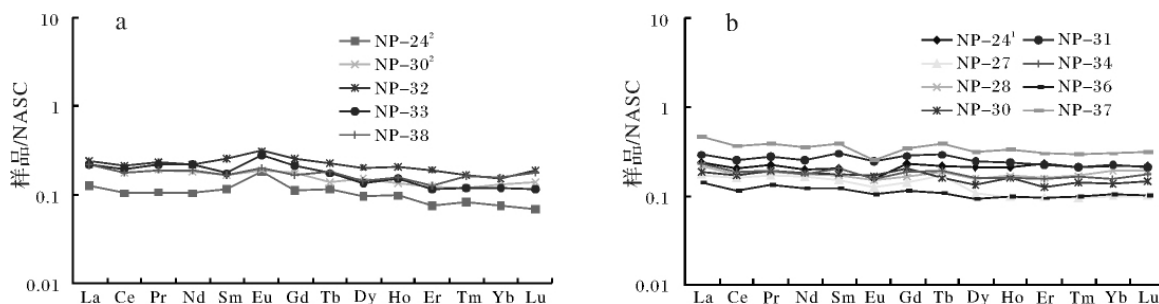 a
10
1
0.1
0.01
样品/NASC
NP-24²
NP-30²
NP-32
NP-33
NP-38
La Ce Pr Nd Sm Eu Gd Tb Dy Ho Er Tm Yb Lu
b
10
1
0.1
0.01
样品/NASC
NP-24¹ NP-31
NP-27 NP-34
NP-28 NP-36
NP-30 NP-37
La Ce Pr Nd Sm Eu Gd Tb Dy Ho Er Tm Yb Lu